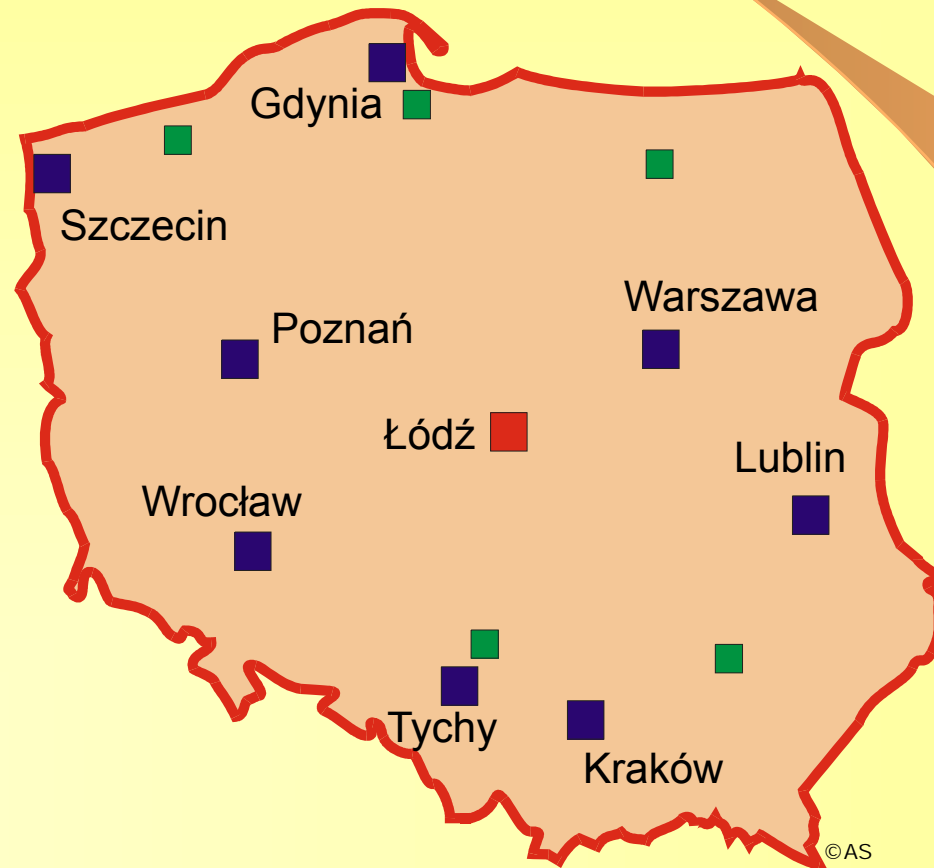 Gdynia
Szczecin
Warszawa
Poznań
Łódź
Lublin
Wrocław
Tychy
Kraków
©AS